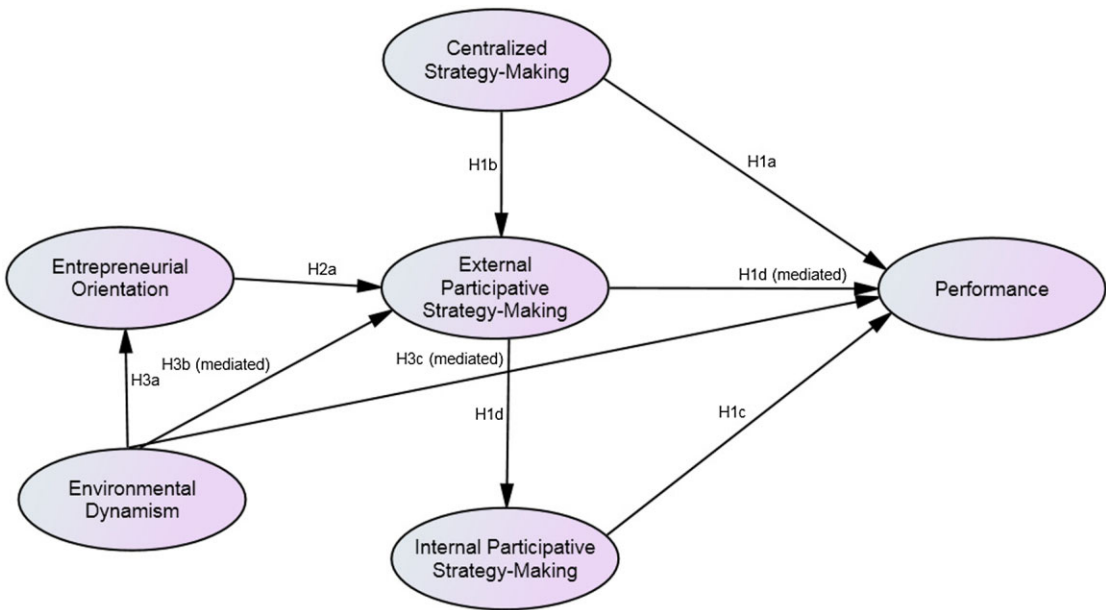 Centralized
Strategy-Making
H1b
H1a
Entrepreneurial
Orientation
H2a
External
Participative
Strategy-Making
H1d (mediated)
Performance
H3b (mediated)
H3c (mediated)
H3a
H1d
H1c
Environmental
Dynamism
Internal Participative
Strategy-Making